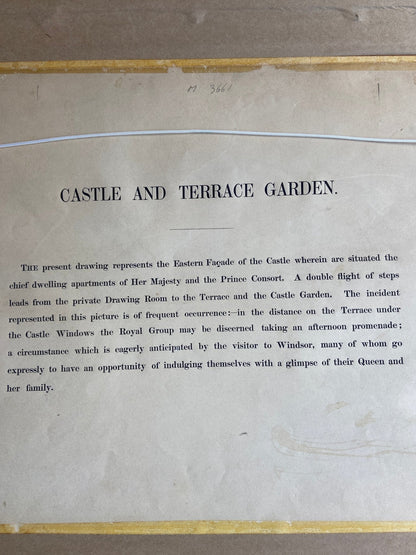 M 3661
CASTLE AND TERRACE GARDEN.
THE present drawing represents the Eastern Façade of the Castle wherein are situated the
chief dwelling apartments of Her Majesty and the Prince Consort. A double flight of steps
leads from the private Drawing Room to the Terrace and the Castle Garden. The incident
represented in this picture is of frequent occurrence:—in the distance on the Terrace under
the Castle Windows the Royal Group may be discerned taking an afternoon promenade;
a circumstance which is eagerly anticipated by the visitor to Windsor, many of whom go
expressly to have an opportunity of indulging themselves with a glimpse of their Queen and
her family.